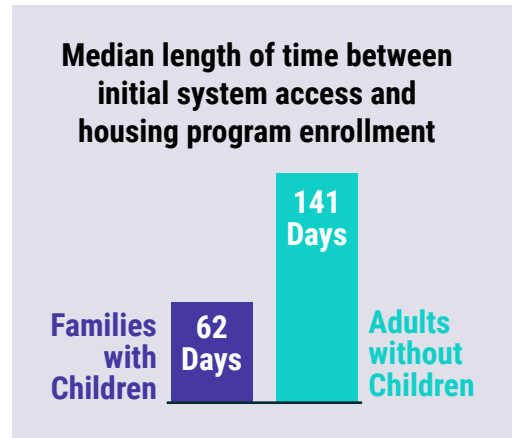 Median length of time between
initial system access and
housing program enrollment
141
Days
Families
with
Children
62
Days
Adults
without
Children